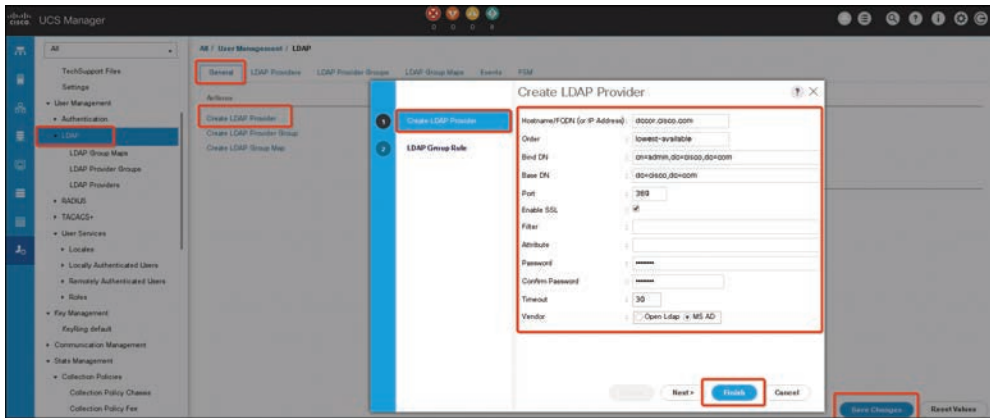 cisco UCS Manager
0 0 0 8
All
TechSupport Files
Settings
User Management
Authentication
LDAP
LDAP Group Maps
LDAP Provider Groups
LDAP Providers
RADIUS
TACACS+
User Services
Locales
Locally Authenticated Users
Remotely Authenticated Users
Roles
Key Management
KeyRing default
Communication Management
Stats Management
Collection Policies
Collection Policy Chassis
Collection Policy Fex
All / User Management / LDAP
General LDAP Providers LDAP Provider Groups LDAP Group Maps Events FSM
Actions
Create LDAP Provider
Create LDAP Provider Group
Create LDAP Group Map
1 Create LDAP Provider
2 LDAP Group Rule
Create LDAP Provider ? ×
Hostname/FQDN (or IP Address) : dccor.cisco.com
Order : lowest-available
Bind DN : cn=admin,dc=cisco,dc=com
Base DN : dc=cisco,dc=com
Port : 389
Enable SSL :
Filter :
Attribute :
Password :
Confirm Password :
Timeout : 30
Vendor : Open Ldap MS AD
Next > Finish Cancel
Save Changes Reset Values